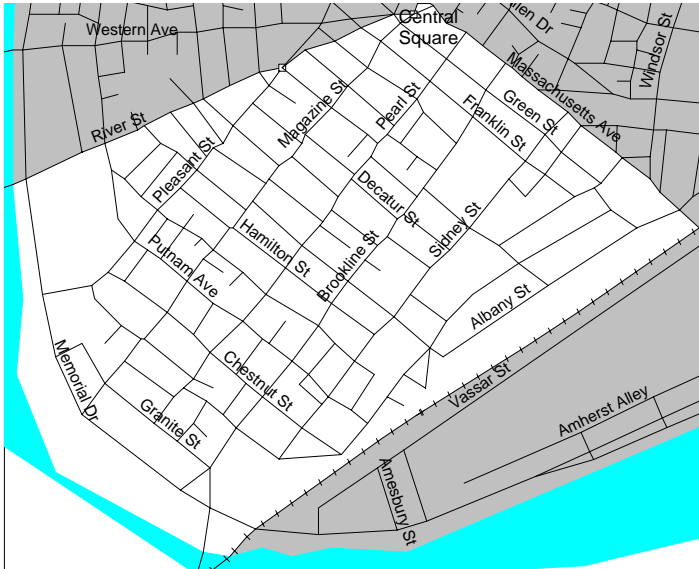 Central
Square
llen Dr
Western Ave
Windsor St
Massachusetts Ave
Magazine St
Pearl St
Green St
Franklin St
River St
Pleasant St
Decatur St
Sidney St
Hamilton St
Putnam Ave
Brookline St
Albany St
Memorial Dr
Chestnut St
Vassar St
Granite St
Amherst Alley
Amesbury St